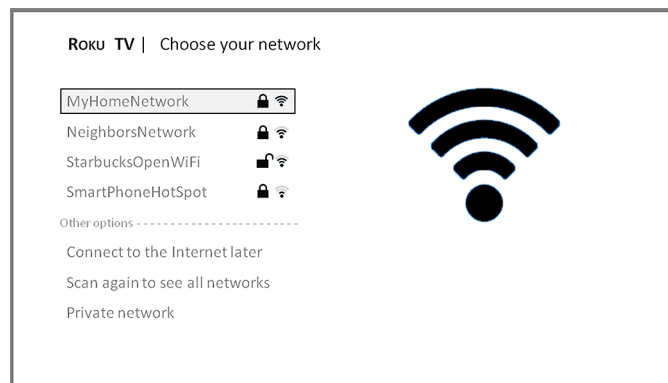 ROKU TV | Choose your network
MyHomeNetwork
NeighborsNetwork
StarbucksOpenWiFi
SmartPhoneHotSpot
Other options ------------------------
Connect to the Internet later
Scan again to see all networks
Private network